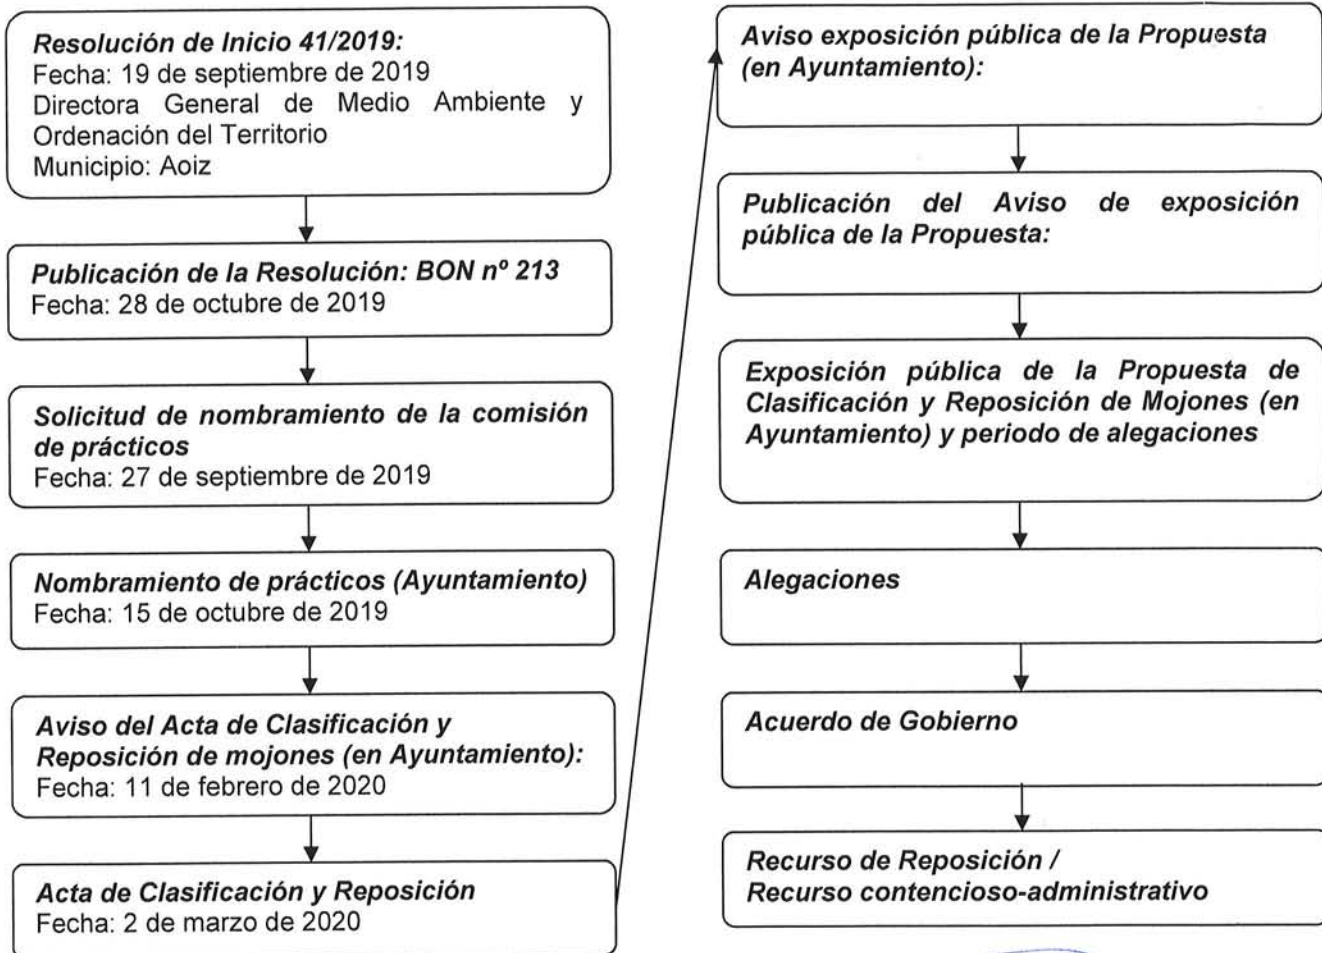 Resolución de Inicio 41/2019:
Fecha: 19 de septiembre de 2019
Directora General de Medio Ambiente y
Ordenación del Territorio
Municipio: Aoiz
Publicación de la Resolución: BON nº 213
Fecha: 28 de octubre de 2019
Solicitud de nombramiento de la comisión
de prácticos
Fecha: 27 de septiembre de 2019
Nombramiento de prácticos (Ayuntamiento)
Fecha: 15 de octubre de 2019
Aviso del Acta de Clasificación y
Reposición de mojones (en Ayuntamiento):
Fecha: 11 de febrero de 2020
Acta de Clasificación y Reposición
Fecha: 2 de marzo de 2020
Aviso exposición pública de la Propuesta
(en Ayuntamiento):
Publicación del Aviso de exposición
pública de la Propuesta:
Exposición pública de la Propuesta de
Clasificación y Reposición de Mojones (en
Ayuntamiento) y periodo de alegaciones
Alegaciones
Acuerdo de Gobierno
Recurso de Reposición /
Recurso contencioso-administrativo